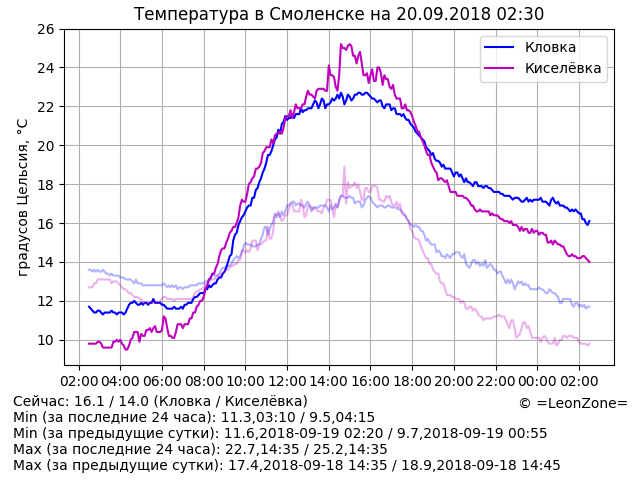 Температура в Смоленске на 20.09.2018 02:30
26
24
22
20
18
16
14
12
10
градусов Цельсия, °C
Кловка
Киселёвка
02:00 04:00 06:00 08:00 10:00 12:00 14:00 16:00 18:00 20:00 22:00 00:00 02:00
Сейчас: 16.1 / 14.0 (Кловка / Киселёвка)
© =LeonZone=
Min (за последние 24 часа): 11.3,03:10 / 9.5,04:15
Min (за предыдущие сутки): 11.6,2018-09-19 02:20 / 9.7,2018-09-19 00:55
Max (за последние 24 часа): 22.7,14:35 / 25.2,14:35
Max (за предыдущие сутки): 17.4,2018-09-18 14:35 / 18.9,2018-09-18 14:45